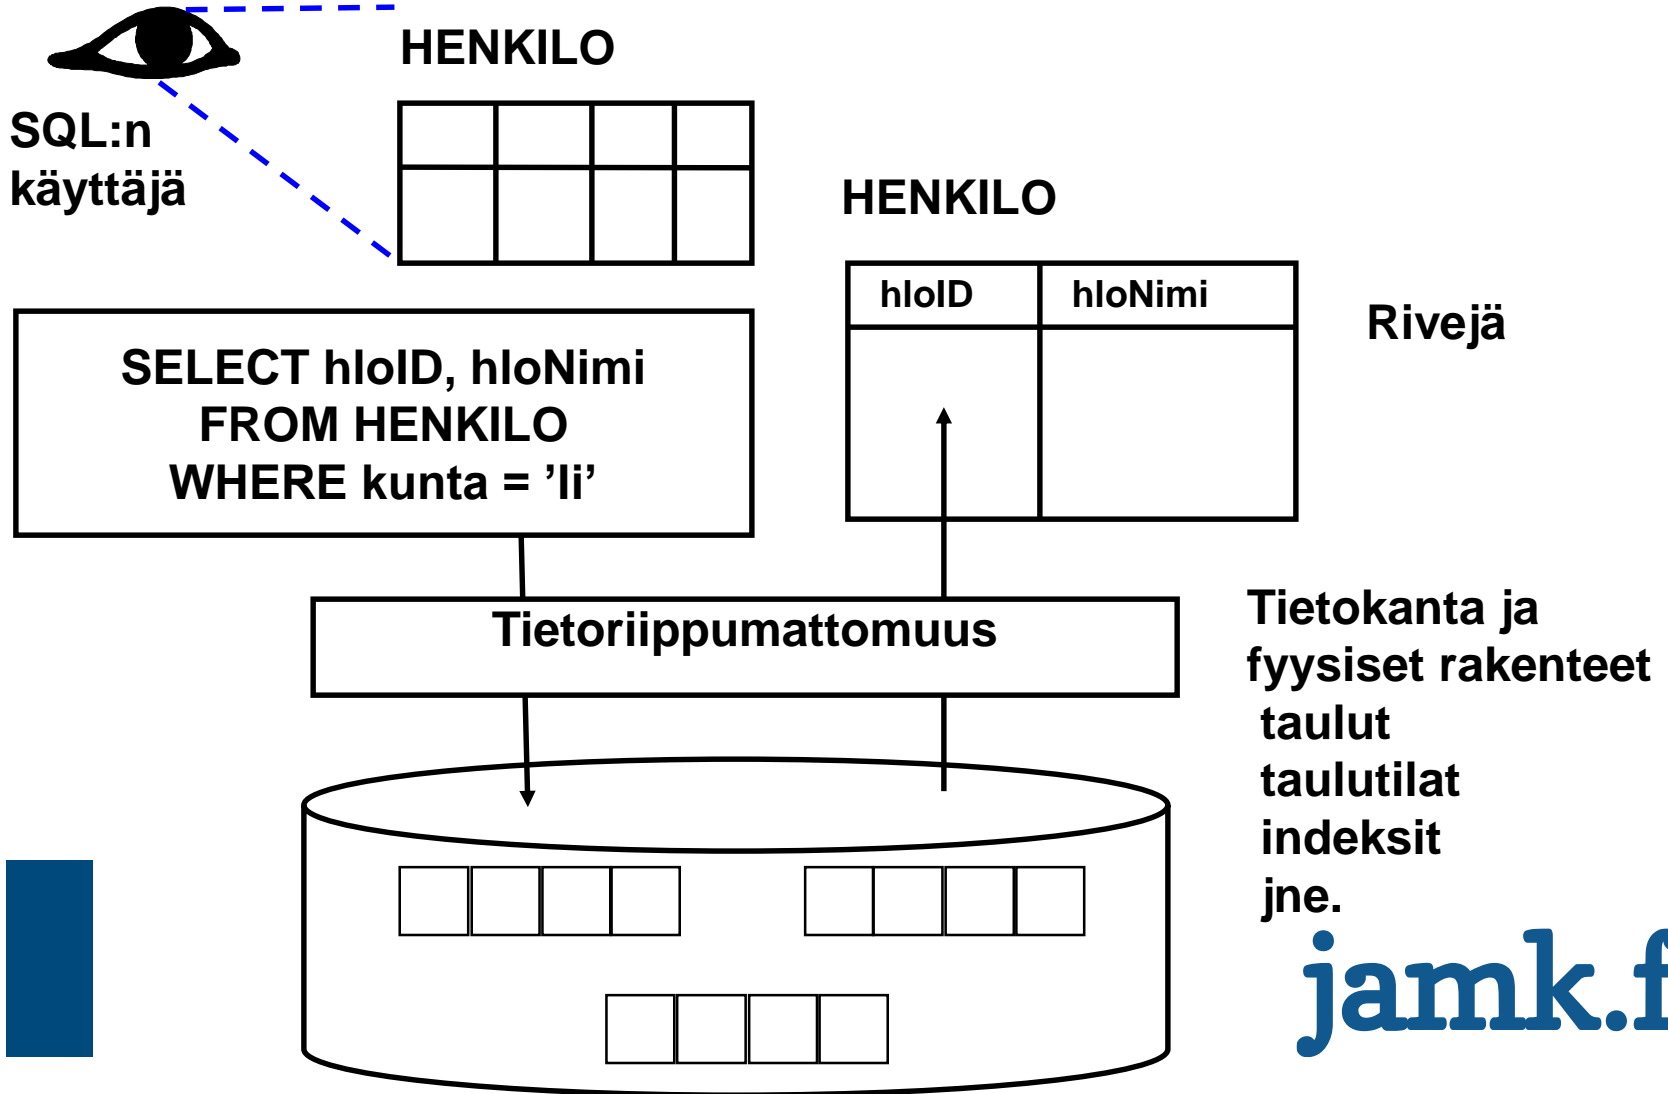 HENKILO
SQL:n
käyttäjä
HENKILO
hloID hloNimi
Rivejä
SELECT hloID, hloNimi
FROM HENKILO
WHERE kunta = ’Ii’
Tietoriippumattomuus
Tietokanta ja
fyysiset rakenteet
taulut
taulutilat
indeksit
jne.
jamk.f